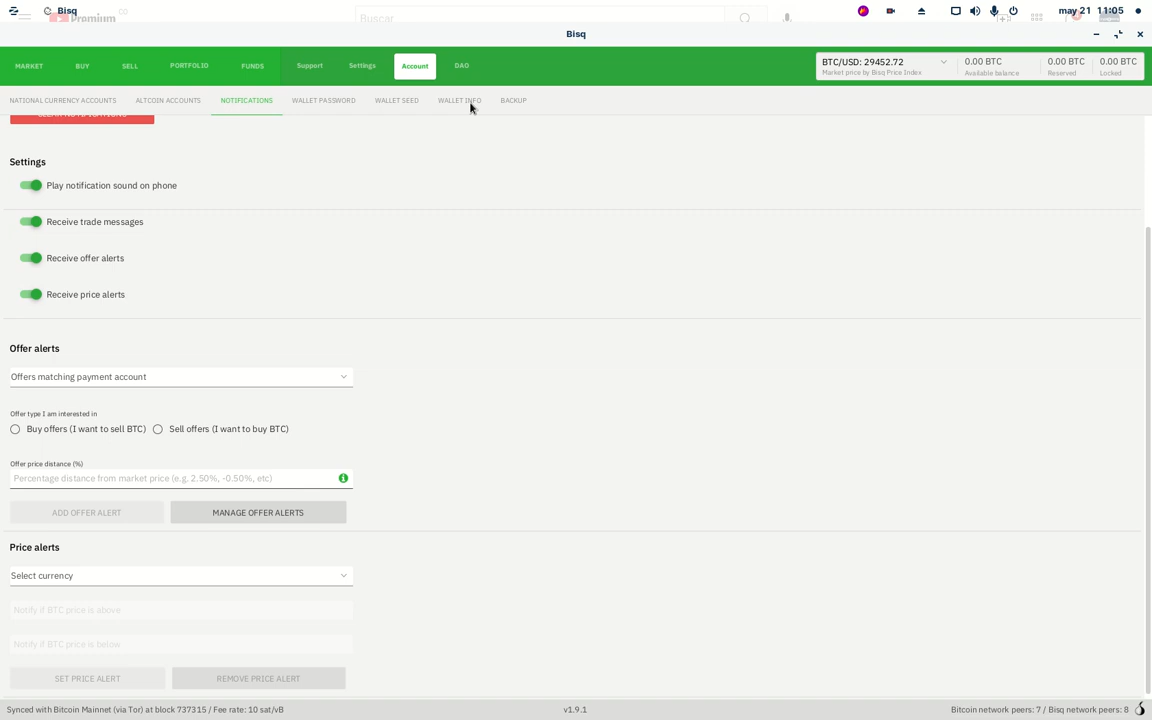 Bisq
may 21 11:05
Premium CO
Buscar
Bisq
MARKET BUY SELL PORTFOLIO FUNDS Support Settings Account DAO
BTC/USD: 29452.72 0.00 BTC 0.00 BTC 0.00 BTC
Market price by Bisq Price Index Available balance Reserved Locked
NATIONAL CURRENCY ACCOUNTS ALTCOIN ACCOUNTS NOTIFICATIONS WALLET PASSWORD WALLET SEED WALLET INFO BACKUP
CLEAR NOTIFICATIONS
Settings
Play notification sound on phone
Receive trade messages
Receive offer alerts
Receive price alerts
Offer alerts
Offers matching payment account
Offer type I am interested in
Buy offers (I want to sell BTC) Sell offers (I want to buy BTC)
Offer price distance (%)
Percentage distance from market price (e.g. 2.50%, -0.50%, etc)
ADD OFFER ALERT MANAGE OFFER ALERTS
Price alerts
Select currency
Notify if BTC price is above
Notify if BTC price is below
SET PRICE ALERT REMOVE PRICE ALERT
Synced with Bitcoin Mainnet (via Tor) at block 737315 / Fee rate: 10 sat/vB v1.9.1 Bitcoin network peers: 7 / Bisq network peers: 8